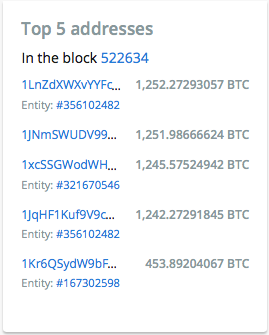 Top 5 addresses
In the block 522634
1LnZdXWXvYYFc... 1,252.27293057 BTC
Entity: #356102482
1JNmSWUDV99... 1,251.98666624 BTC
1xcSSGWodWH... 1,245.57524942 BTC
Entity: #321670546
1JqHF1Kuf9V9c... 1,242.27291845 BTC
Entity: #356102482
1Kr6QSydW9bF... 453.89204067 BTC
Entity: #167302598